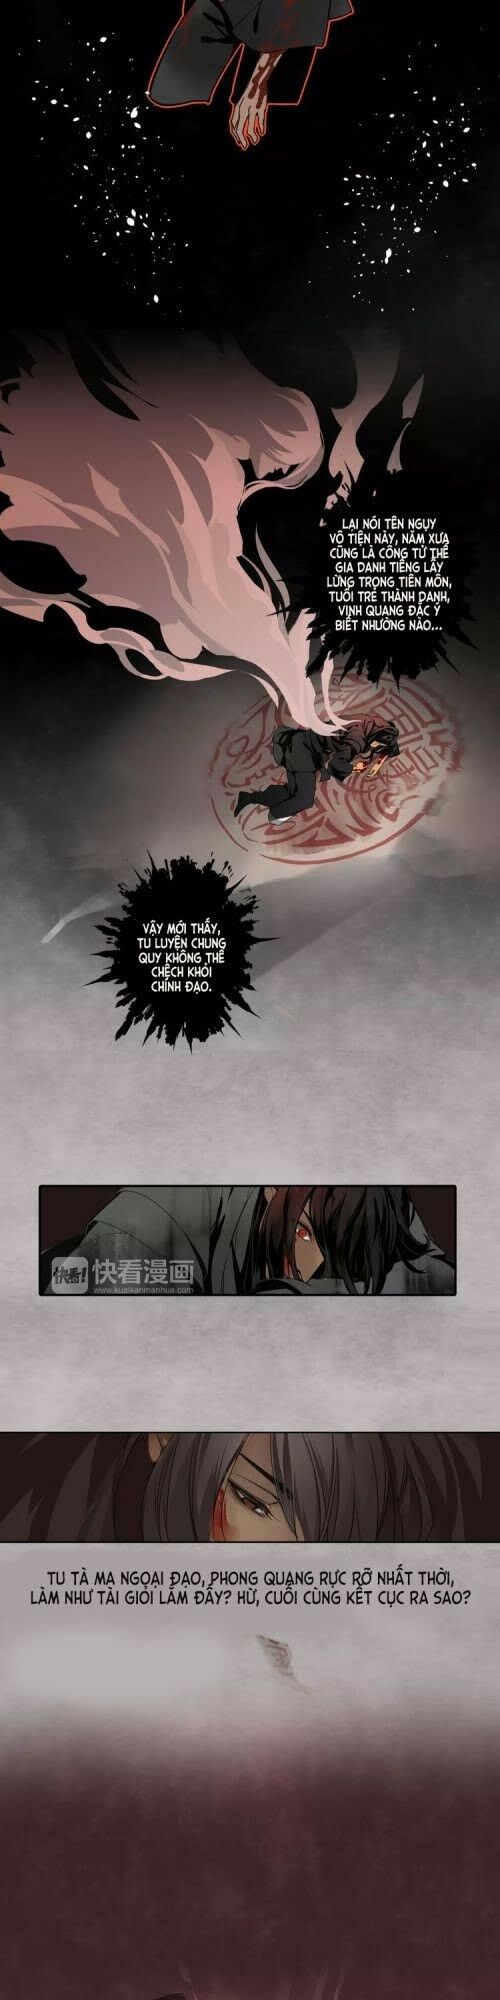 LẠI NÓI TÊN NGỤY
VÔ TIỆN NÀY, NĂM XƯA
CŨNG LÀ CÔNG TỬ THẾ
GIA DANH TIẾNG LẪY
LỪNG TRONG TIÊN MÔN,
TUỔI TRẺ THÀNH DANH,
VINH QUANG ĐẮC Ý
BIẾT NHƯỜNG NÀO...
VẬY MỚI THẤY,
TU LUYỆN CHUNG
QUY KHÔNG THỂ
CHỆCH KHỎI
CHÍNH ĐẠO.
快看!
快看漫画
www.kuaikanmanhua.com
TU TÀ MA NGOẠI ĐẠO, PHONG QUANG RỰC RỠ NHẤT THỜI,
LÀM NHƯ TÀI GIỎI LẮM ĐẤY? HỪ, CUỐI CÙNG KẾT CỤC RA SAO?